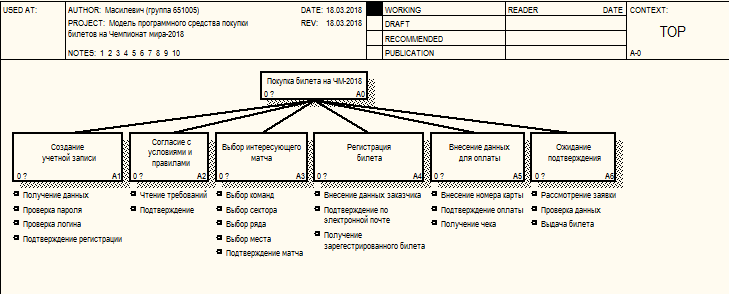 USED AT:
AUTHOR: Масилевич (группа 651005)
DATE: 18.03.2018
PROJECT: Модель программного средства покупки
REV: 18.03.2018
билетов на Чемпионат мира-2018
NOTES: 1 2 3 4 5 6 7 8 9 10
WORKING
DRAFT
RECOMMENDED
PUBLICATION
READER DATE
CONTEXT:
TOP
A-0
Покупка билета на ЧМ-2018
0 ? A0
Создание
учетной записи
0 ? A1
Согласие с
условиями и
правилами
0 ? A2
Выбор интересующего
матча
0 ? A3
Регистрация
билета
0 ? A4
Внесение данных
для оплаты
0 ? A5
Ожидание
подтверждения
0 ? A6
Получение данных
Проверка пароля
Проверка логина
Подтверждение регистрации
Чтение требований
Подтверждение
Выбор команд
Выбор сектора
Выбор ряда
Выбор места
Подтверждение матча
Внесение данных заказчика
Подтверждение по
электронной почте
Получение
зарегестрированного билета
Внесение номера карты
Подтверждение оплаты
Получение чека
Рассмотрение заявки
Проверка данных
Выдача билета